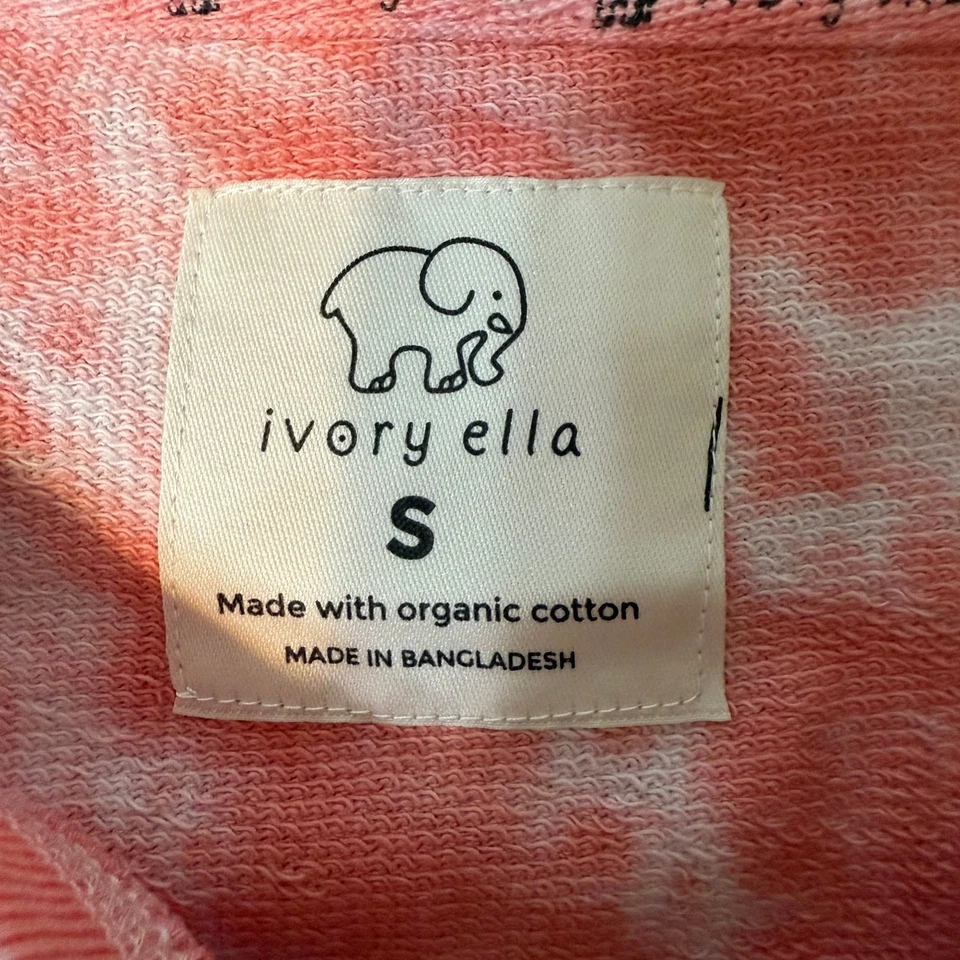 ivory ella
S
Made with organic cotton
MADE IN BANGLADESH